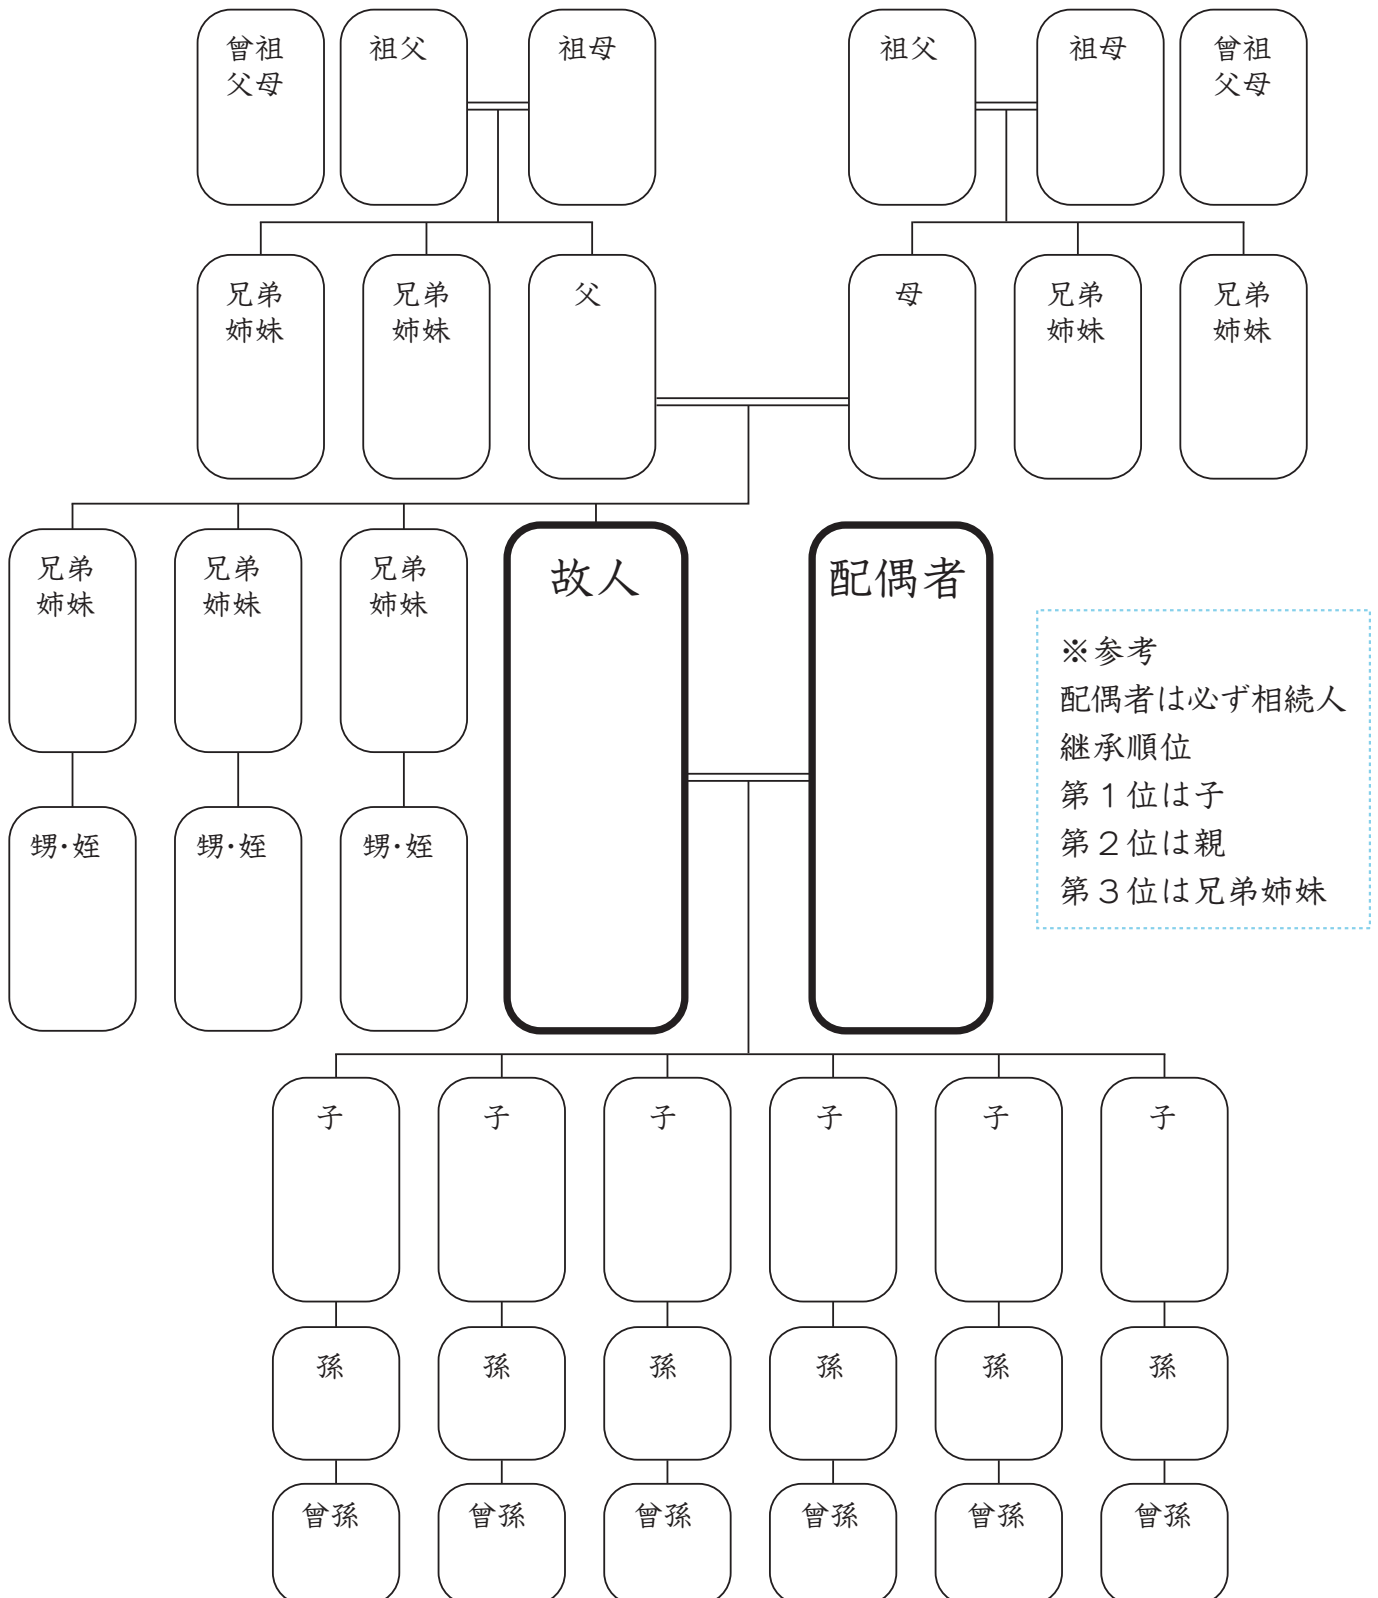 曾祖
父母
祖父
祖母
祖父
祖母
曾祖
父母
兄弟
姉妹
兄弟
姉妹
父
母
兄弟
姉妹
兄弟
姉妹
兄弟
姉妹
兄弟
姉妹
兄弟
姉妹
故人
配偶者
※参考
配偶者は必ず相続人
継承順位
第1位は子
第2位は親
第3位は兄弟姉妹
甥・姪
甥・姪
甥・姪
子
子
子
子
子
子
孫
孫
孫
孫
孫
孫
曾孫
曾孫
曾孫
曾孫
曾孫
曾孫